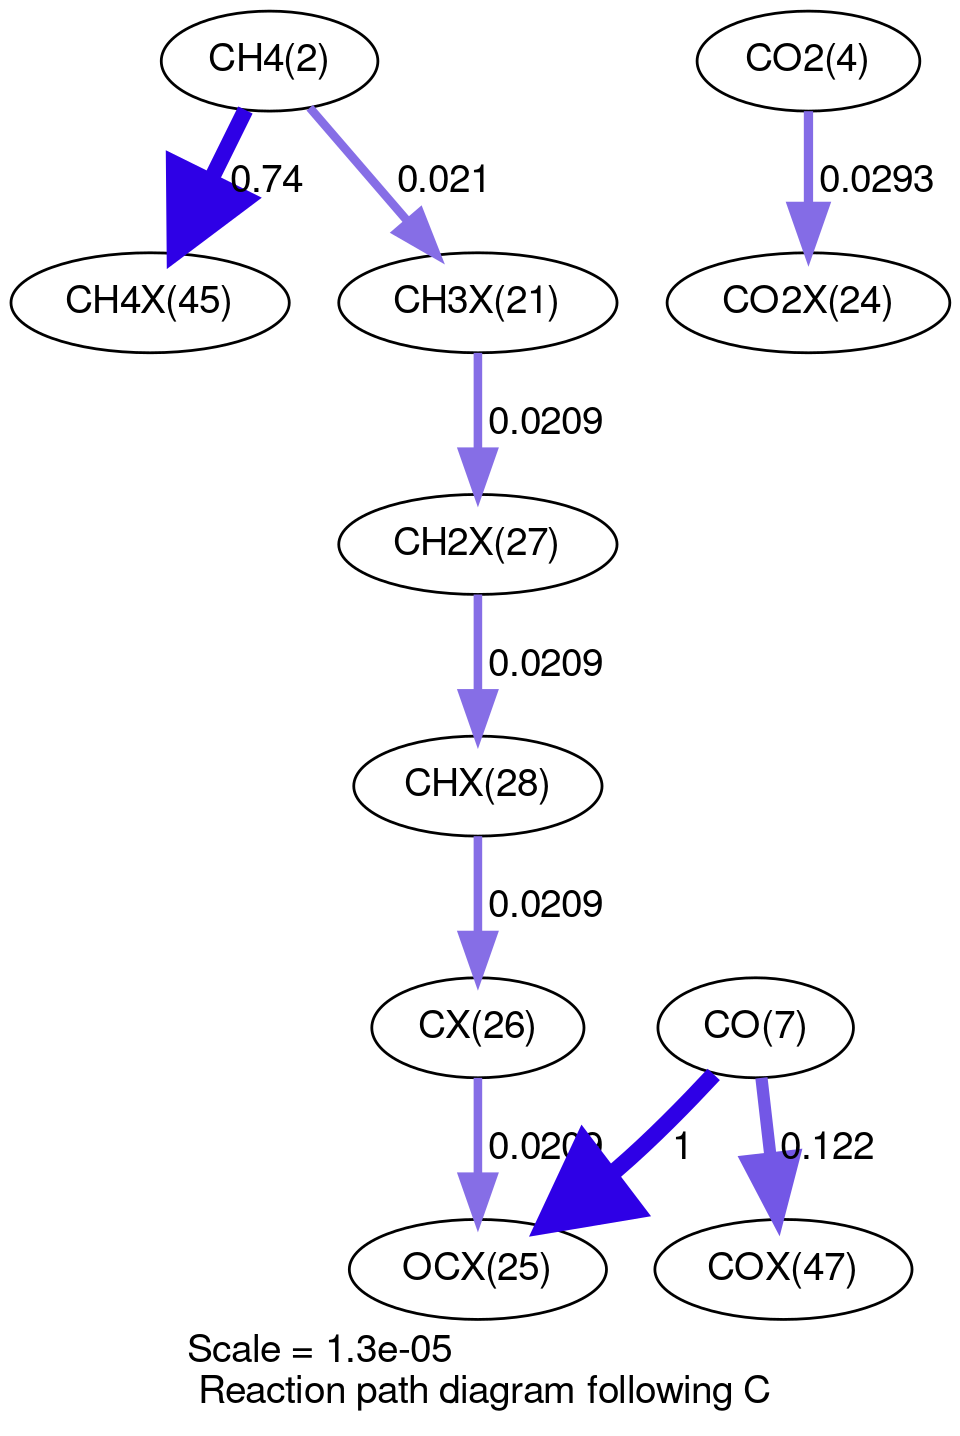 CH4(2)
CO2(4)
0.74
0.021
0.0293
CH4X(45)
CH3X(21)
CO2X(24)
0.0209
CH2X(27)
0.0209
CHX(28)
0.0209
CX(26)
CO(7)
0.0209
1
0.122
OCX(25)
COX(47)
Scale = 1.3e-05
Reaction path diagram following C